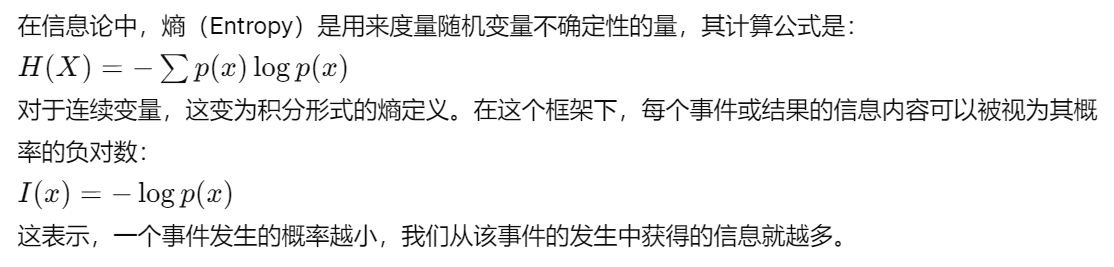 在信息论中，熵（Entropy）是用来度量随机变量不确定性的量，其计算公式是：
H(X) = − ∑ p(x) log p(x)
对于连续变量，这变为积分形式的熵定义。在这个框架下，每个事件或结果的信息内容可以被视为其概
率的负对数：
I(x) = − log p(x)
这表示，一个事件发生的概率越小，我们从该事件的发生中获得的信息就越多。